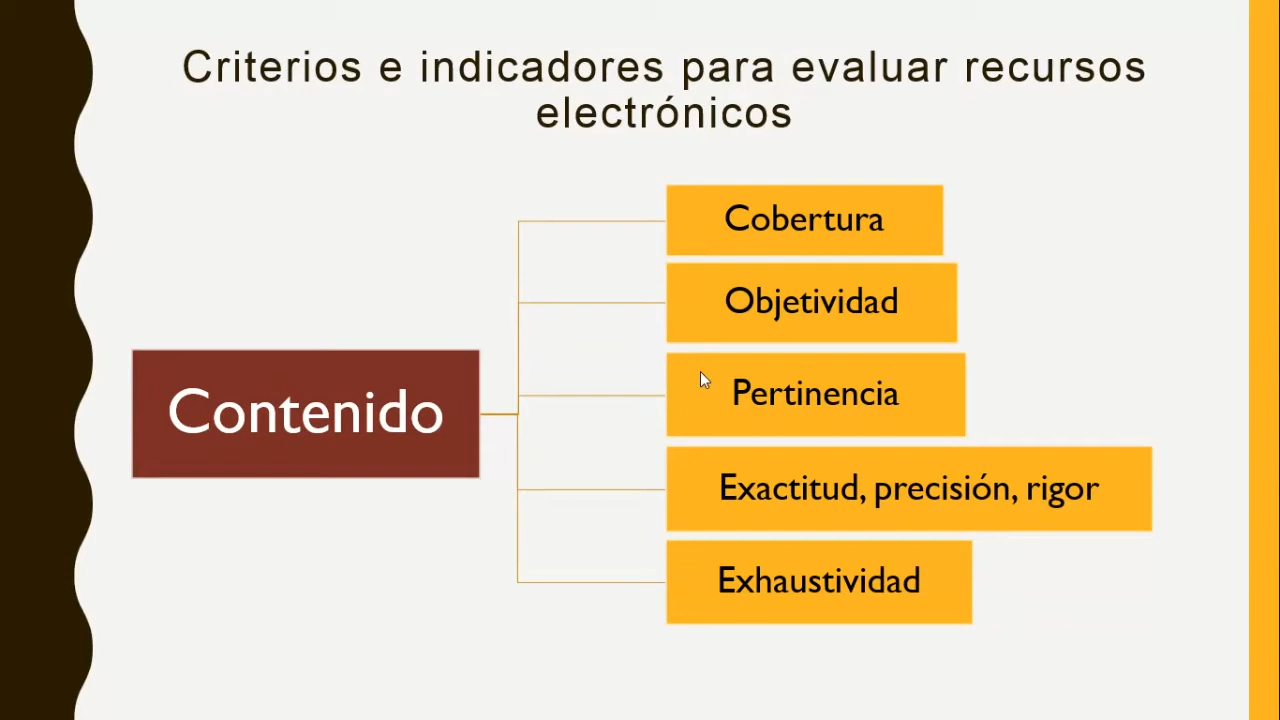 Criterios e indicadores para evaluar recursos
electrónicos
Cobertura
Objetividad
Pertinencia
Contenido
Exactitud, precisión, rigor
Exhaustividad